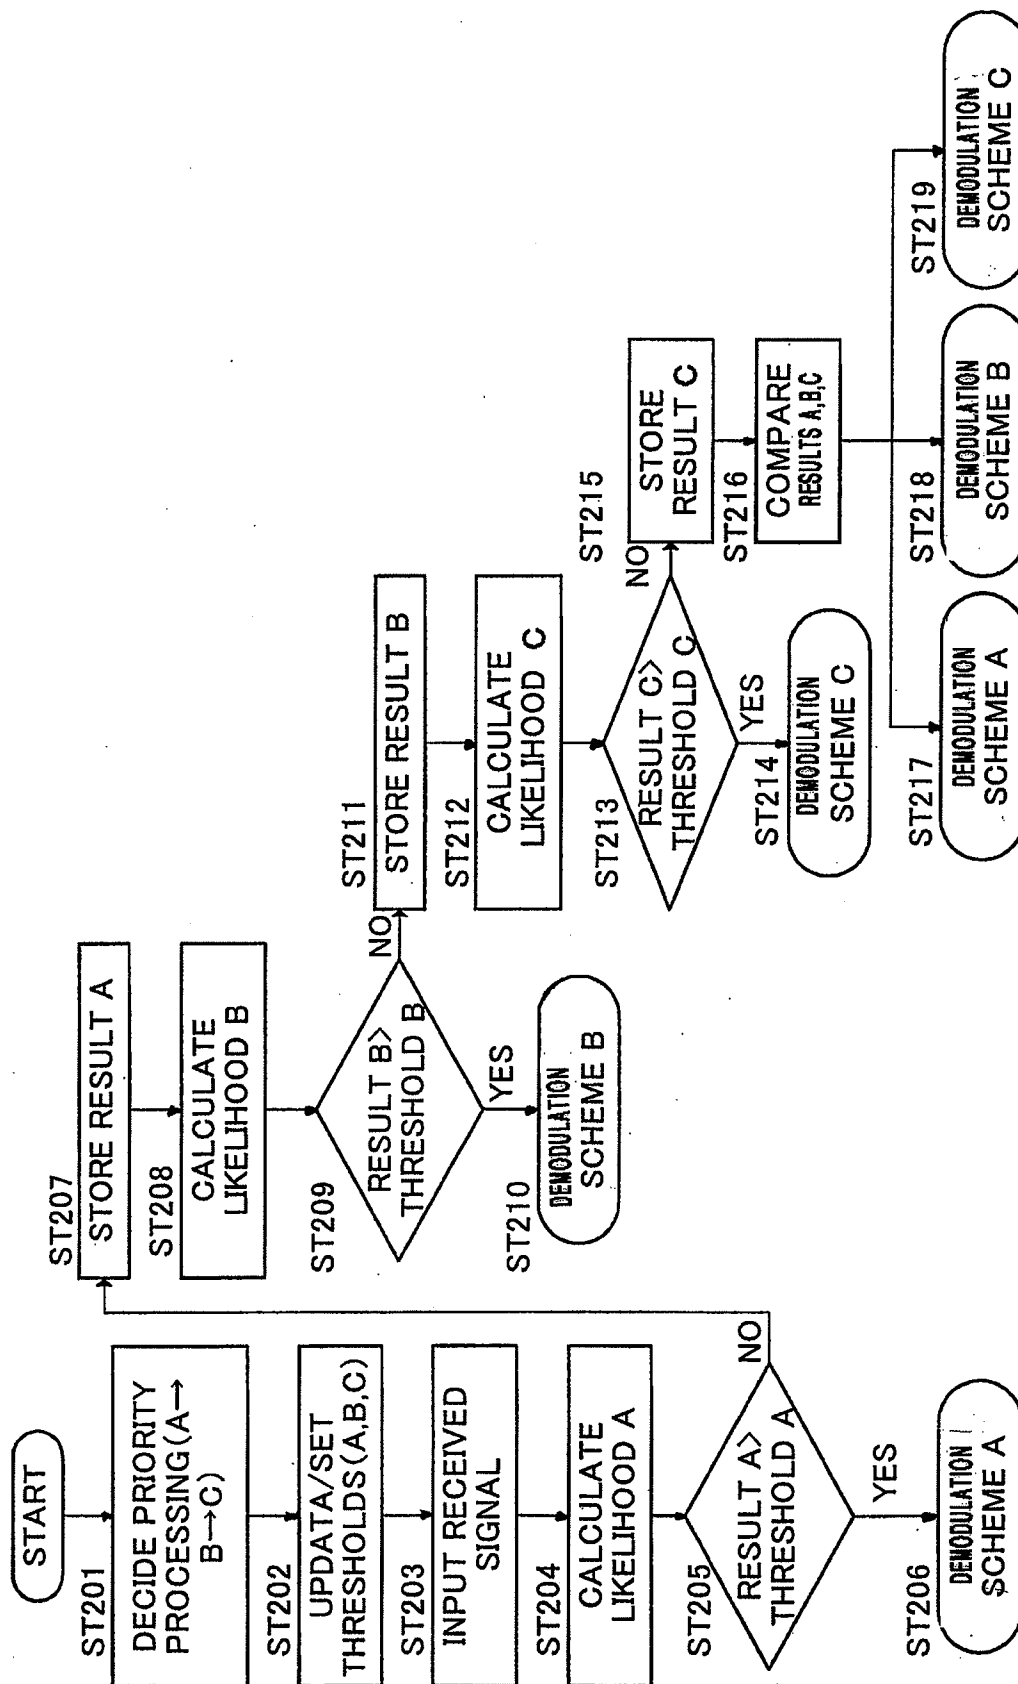 START
ST201
DECIDE PRIORITY
PROCESSING(A→
B→C)
ST202
UPDATA/SET
THRESHOLDS(A,B,C)
ST203
INPUT RECEIVED
SIGNAL
ST204
CALCULATE
LIKELIHOOD A
ST205
RESULT A>
THRESHOLD A
NO
YES
ST206
DEMODULATION
SCHEME A
ST207
STORE RESULT A
ST208
CALCULATE
LIKELIHOOD B
ST209
RESULT B>
THRESHOLD B
NO
YES
ST210
DEMODULATION
SCHEME B
ST211
STORE RESULT B
ST212
CALCULATE
LIKELIHOOD C
ST213
RESULT C>
THRESHOLD C
NO
YES
ST214
DEMODULATION
SCHEME C
ST215
STORE
RESULT C
ST216
COMPARE
RESULTS A,B,C
ST217
DEMODULATION
SCHEME A
ST218
DEMODULATION
SCHEME B
ST219
DEMODULATION
SCHEME C